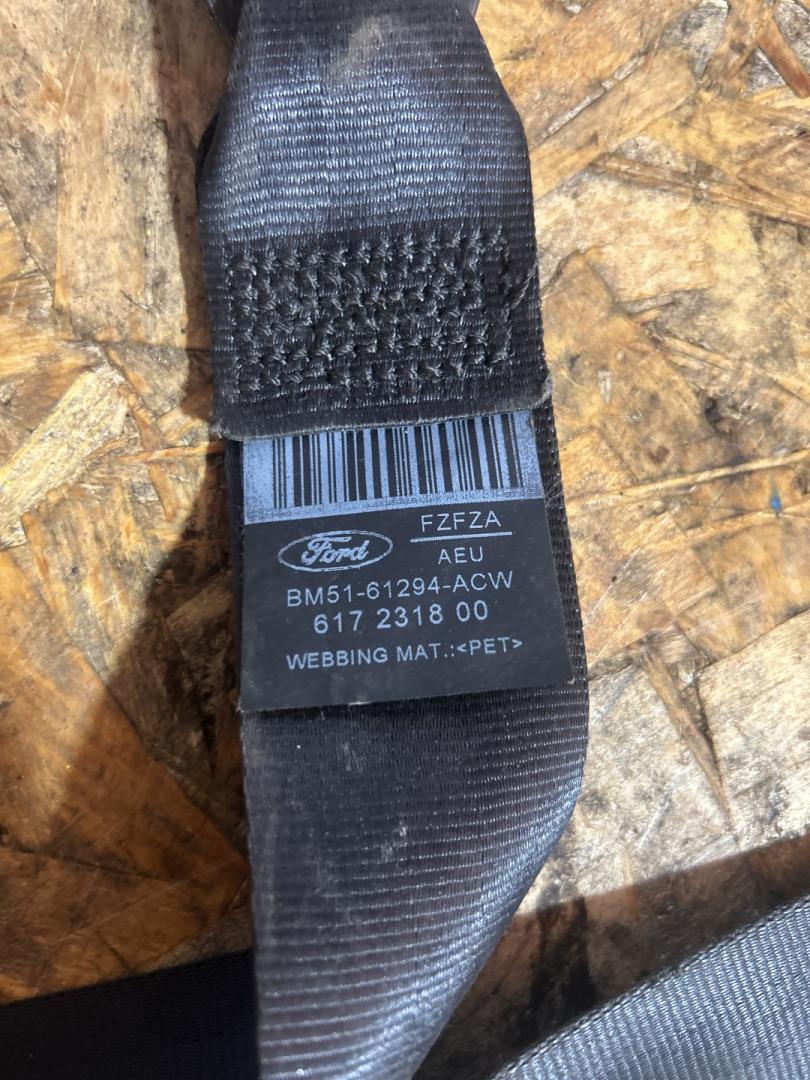 FZFZA
Ford
AEU
BM51-61294-ACW
617 2318 00
WEBBING MAT.:<PET>